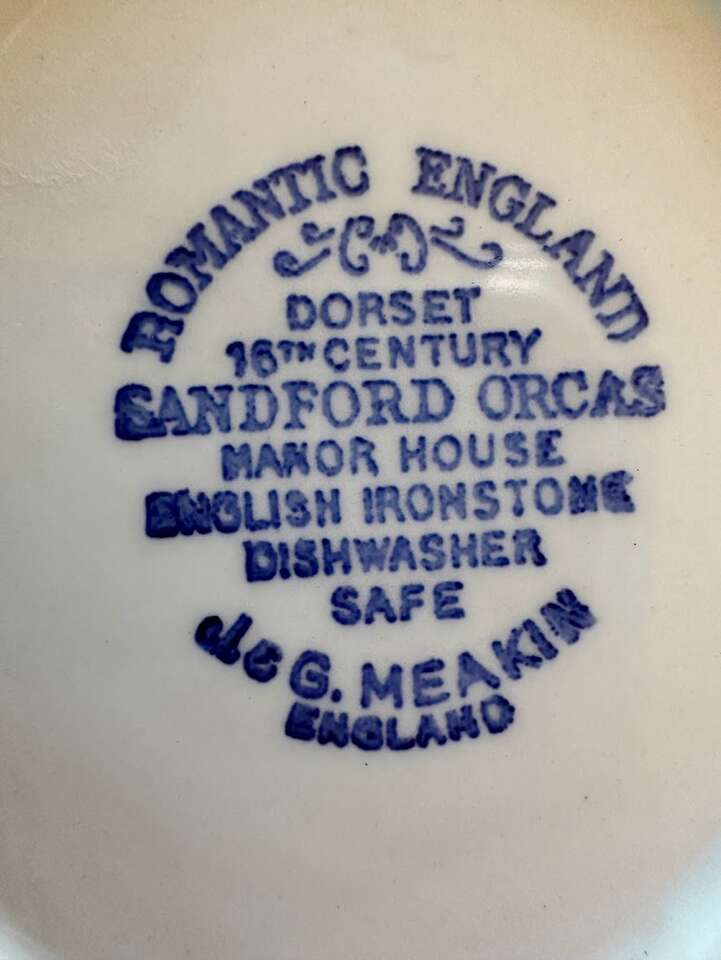 ROMANTIC ENGLAND
DORSET
16TH CENTURY
SANDFORD ORCAS
MANOR HOUSE
ENGLISH IRONSTONE
DISHWASHER
SAFE
J & G. MEAKIN
ENGLAND